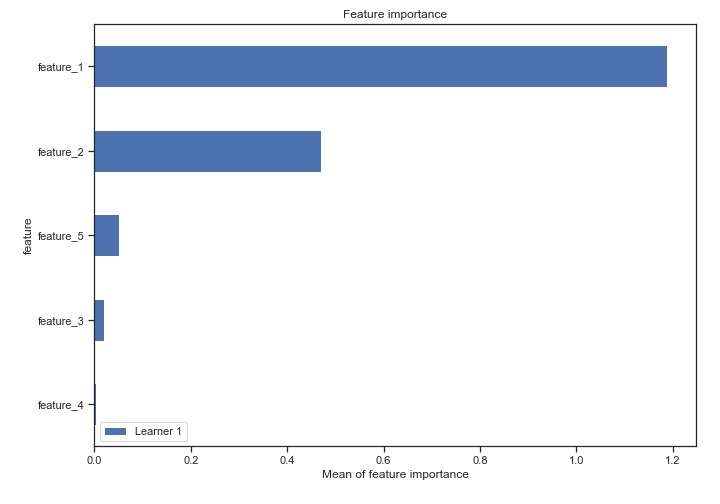 Feature importance
feature_1
feature_2
feature_5
feature_3
feature_4
feature
Learner 1
0.0 0.2 0.4 0.6 0.8 1.0 1.2
Mean of feature importance